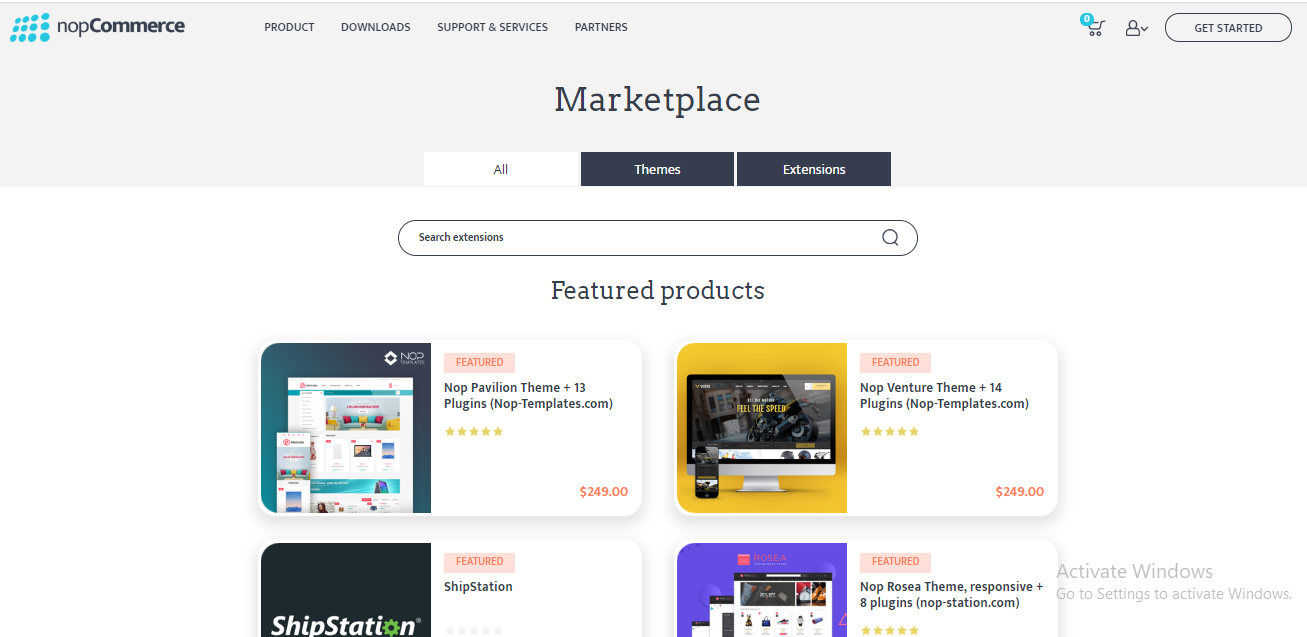 nopCommerce
PRODUCT
DOWNLOADS
SUPPORT & SERVICES
PARTNERS
0
GET STARTED
Marketplace
All
Themes
Extensions
Search extensions
Featured products
NOP
TEMPLATES
FEATURED
Nop Pavilion Theme + 13
Plugins (Nop-Templates.com)
$249.00
FEEL THE SPEED
FEATURED
Nop Venture Theme + 14
Plugins (Nop-Templates.com)
$249.00
ShipStation®
FEATURED
ShipStation
ROSEA
FEATURED
Nop Rosea Theme, responsive +
8 plugins (nop-station.com)
Activate Windows
Go to Settings to activate Windows.